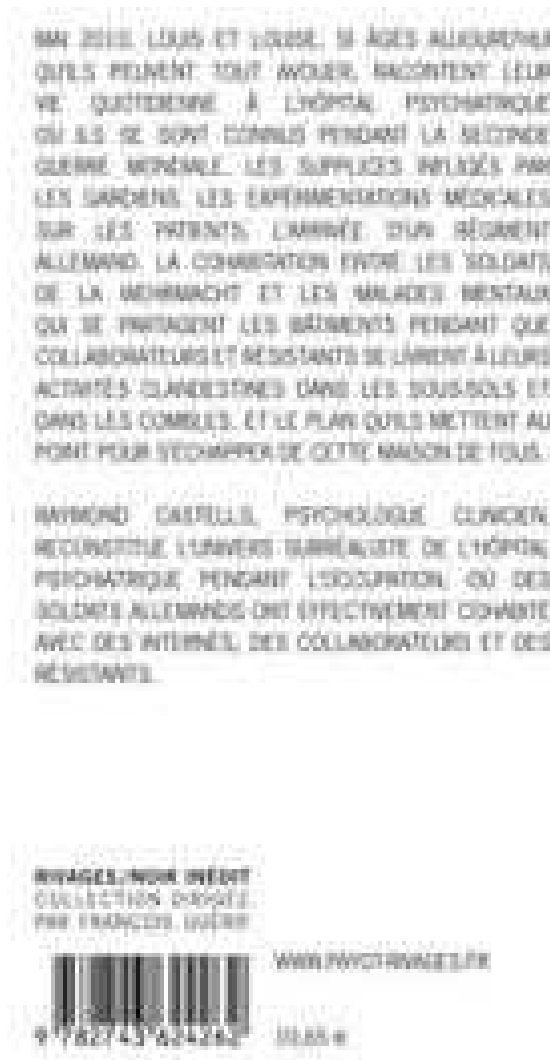 MAI 2010. LOUIS ET LOUISE, SI ÂGÉS AUJOURD'HUI
QU'ILS PEUVENT TOUT AVOUER, RACONTENT LEUR
VIE QUOTIDIENNE À L'HÔPITAL PSYCHIATRIQUE
OÙ ILS SE SONT CONNUS PENDANT LA SECONDE
GUERRE MONDIALE. LES SUPPLICES INFLIGÉS PAR
LES GARDIENS. LES EXPÉRIMENTATIONS MÉDICALES
SUR LES PATIENTS. L'ARRIVÉE D'UN RÉGIMENT
ALLEMAND. LA COHABITATION ENTRE LES SOLDATS
DE LA WEHRMACHT ET LES MALADES MENTAUX
QUI SE PARTAGENT LES BÂTIMENTS PENDANT QUE
COLLABORATEURS ET RÉSISTANTS SE LIVRENT À LEURS
ACTIVITÉS CLANDESTINES DANS LES SOUS-SOLS ET
DANS LES COMBLES. ET LE PLAN QU'ILS METTENT AU
POINT POUR S'ÉCHAPPER DE CETTE MAISON DE FOUS.
RAYMOND CASTELLS, PSYCHOLOGUE CLINICIEN,
RECONSTITUE L'UNIVERS SURRÉALISTE DE L'HÔPITAL
PSYCHIATRIQUE PENDANT L'OCCUPATION, OÙ DES
SOLDATS ALLEMANDS ONT EFFECTIVEMENT COHABITÉ
AVEC DES INTERNÉS, DES COLLABORATEURS ET DES
RÉSISTANTS.
RIVAGES/NOIR INÉDIT
COLLECTION DIRIGÉE
PAR FRANÇOIS GUÉRIF
WWW.PAYOT-RIVAGES.FR
9 782743 624262